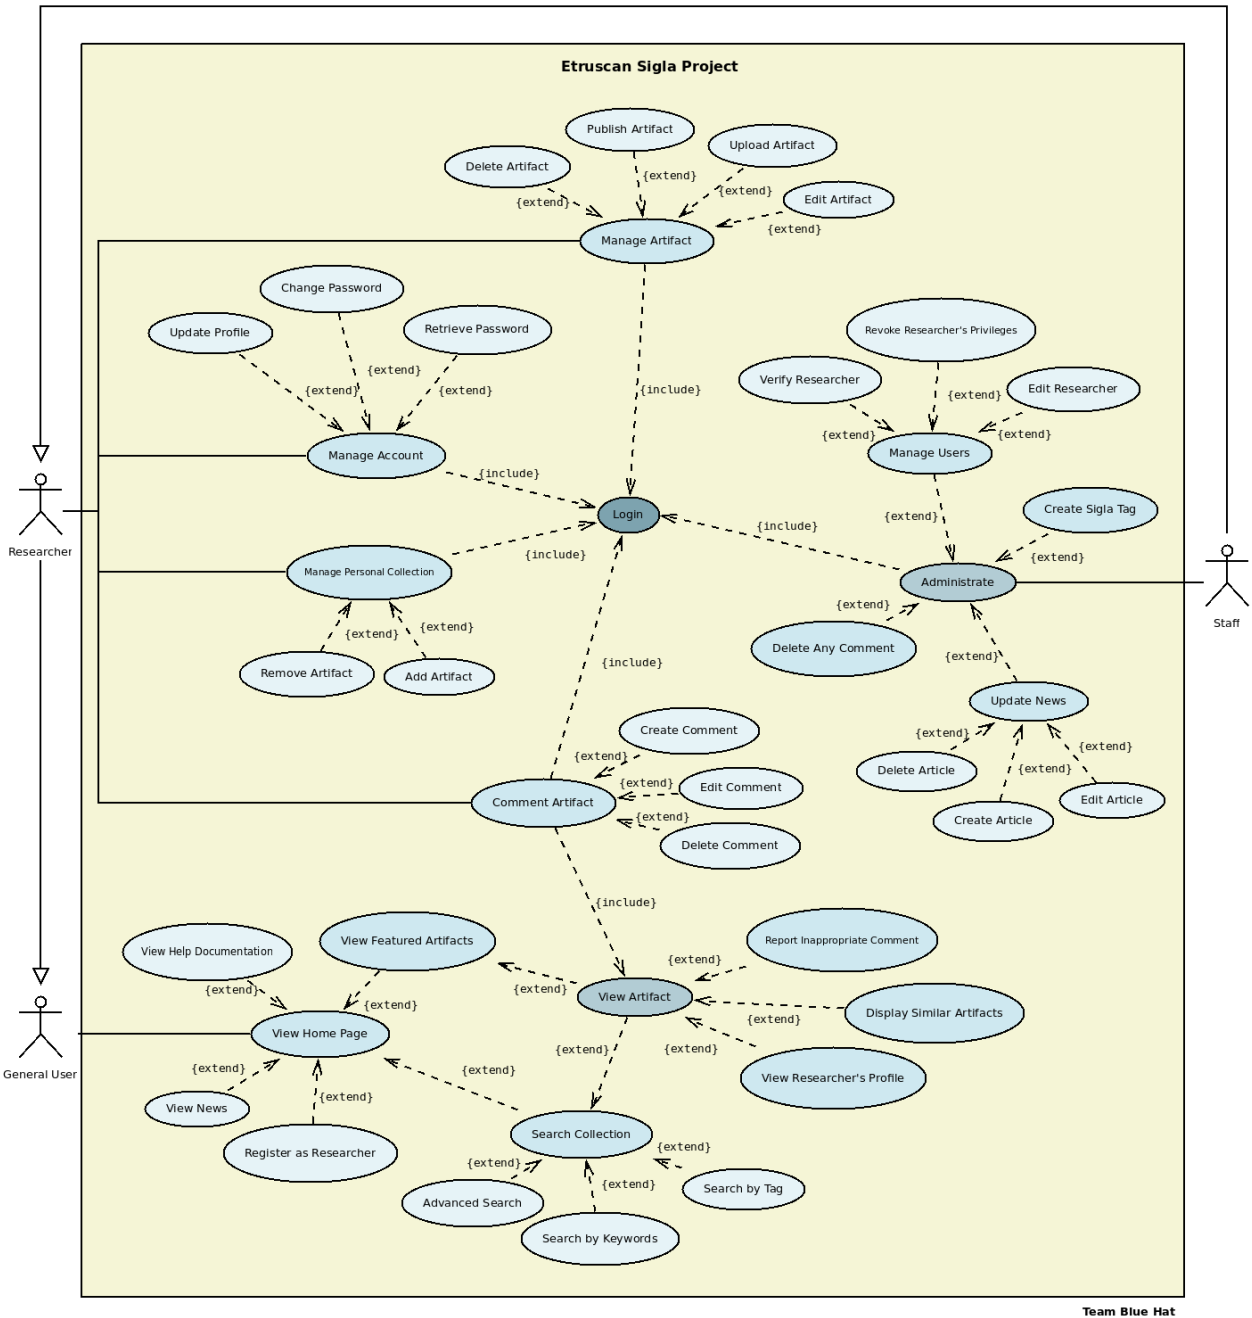 Etruscan Sigla Project
Publish Artifact
Upload Artifact
Delete Artifact
{extend}
{extend}
Edit Artifact
{extend}
{extend}
Manage Artifact
Change Password
Update Profile
Retrieve Password
Revoke Researcher's Privileges
{extend}
{extend}
{extend}
{include}
Verify Researcher
Edit Researcher
{extend}
{extend}
{extend}
Manage Account
Manage Users
{include}
Login
{extend}
Create Sigla Tag
{include}
Researcher
{include}
{extend}
Manage Personal Collection
Administrate
{extend}
Staff
{extend}
{extend}
Delete Any Comment
{extend}
{include}
Remove Artifact
Add Artifact
Update News
Create Comment
{extend}
{extend}
{extend}
Delete Article
{extend}
{extend}
Edit Comment
Edit Article
Comment Artifact
{extend}
Create Article
Delete Comment
{include}
View Featured Artifacts
Report Inappropriate Comment
View Help Documentation
{extend}
{extend}
{extend}
View Artifact
{extend}
Display Similar Artifacts
{extend}
View Home Page
{extend}
{extend}
General User
{extend}
{extend}
View Researcher's Profile
{extend}
View News
Search Collection
Register as Researcher
{extend}
{extend}
{extend}
Search by Tag
Advanced Search
Search by Keywords
Team Blue Hat